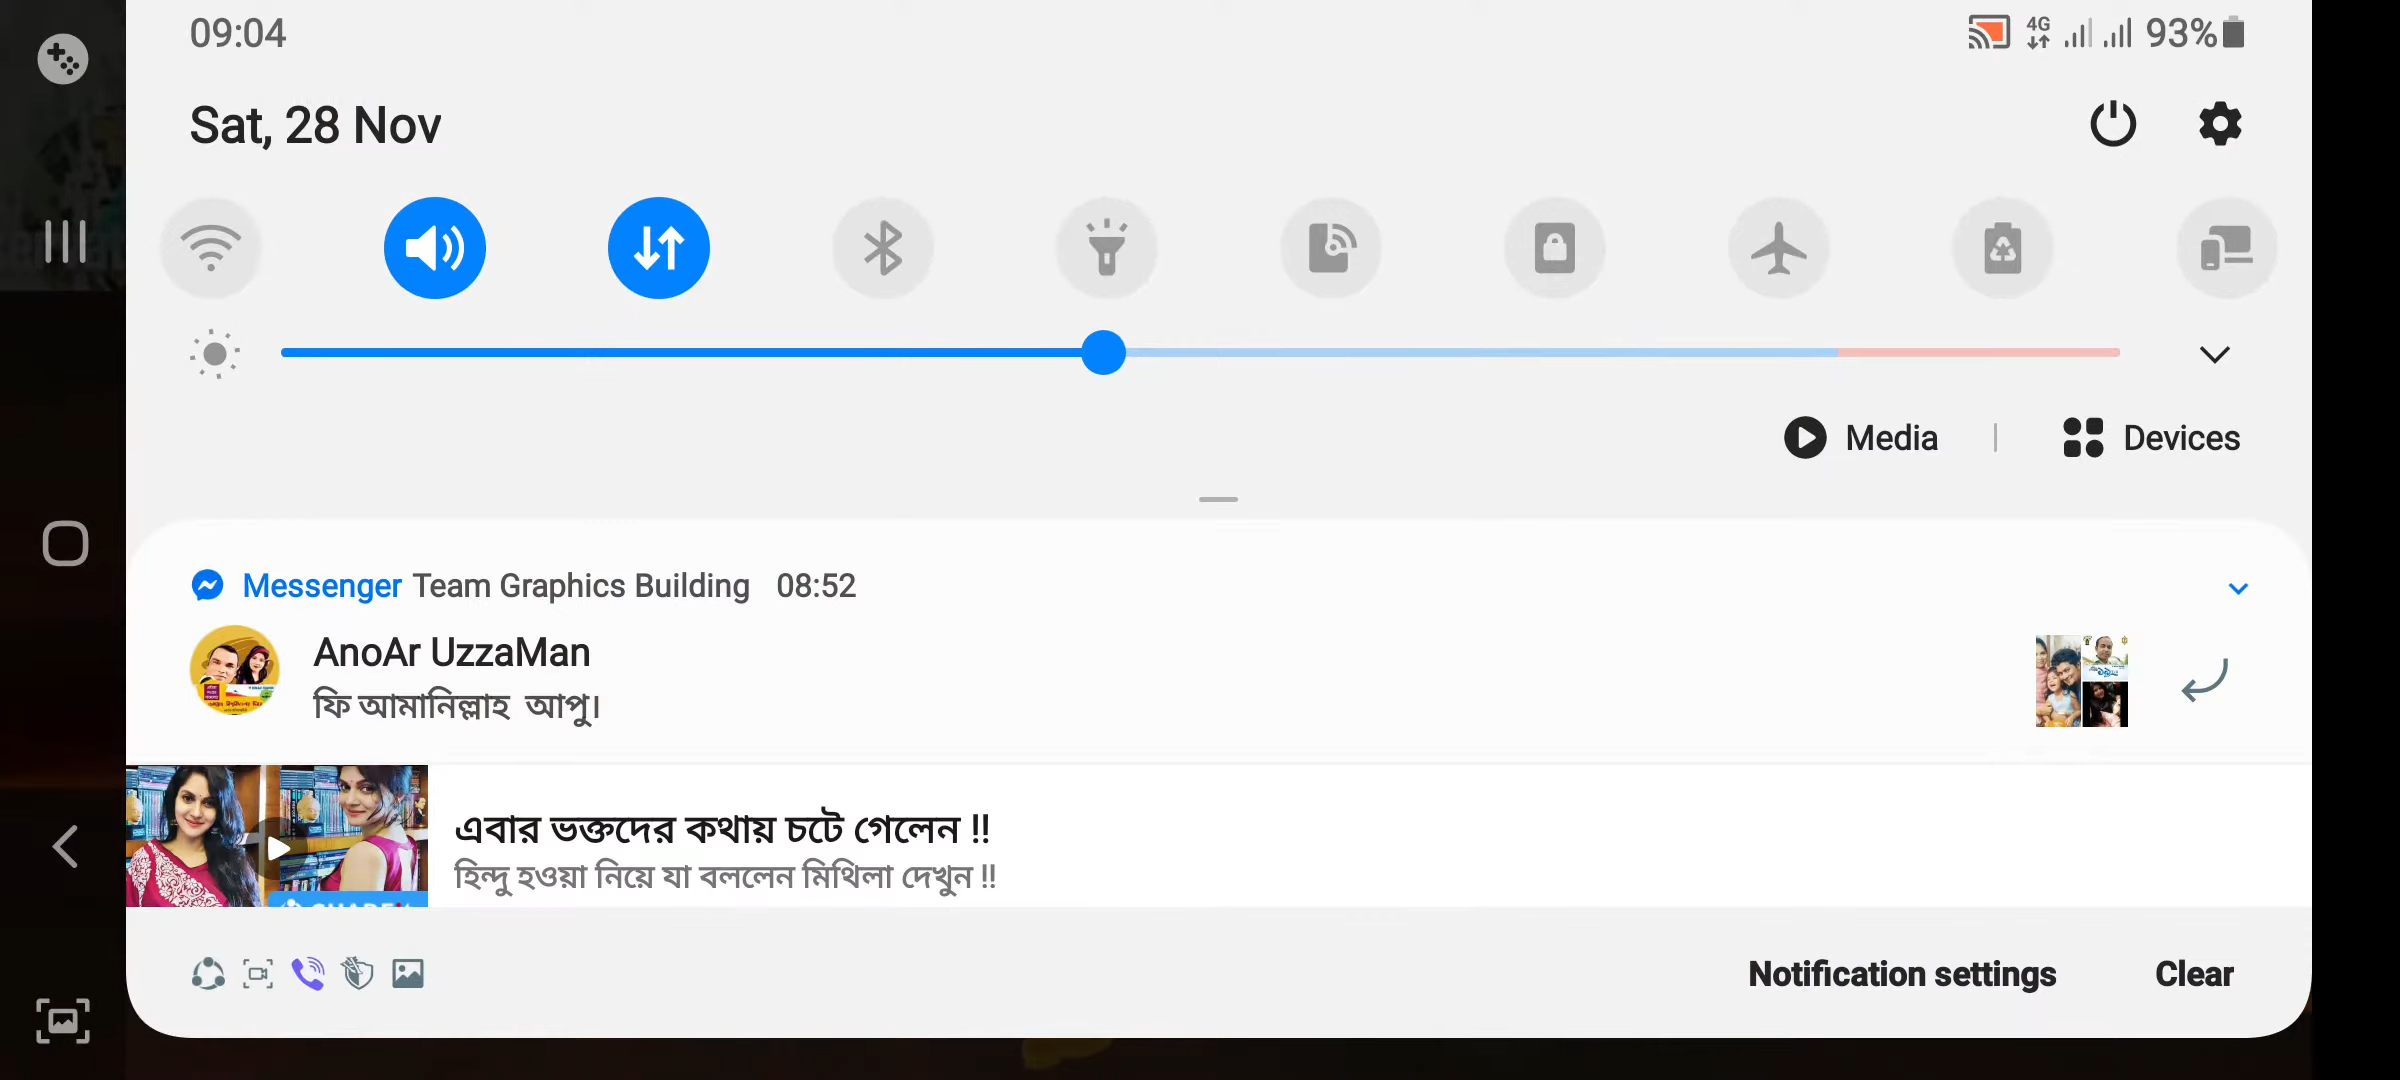 09:04
4G 93%
Sat, 28 Nov
Media | Devices
Messenger Team Graphics Building 08:52
AnoAr UzzaMan
ফি আমানিল্লাহ আপু।
এবার ভক্তদের কথায় চটে গেলেন !!
হিন্দু হওয়া নিয়ে যা বললেন মিথিলা দেখুন !!
Notification settings Clear